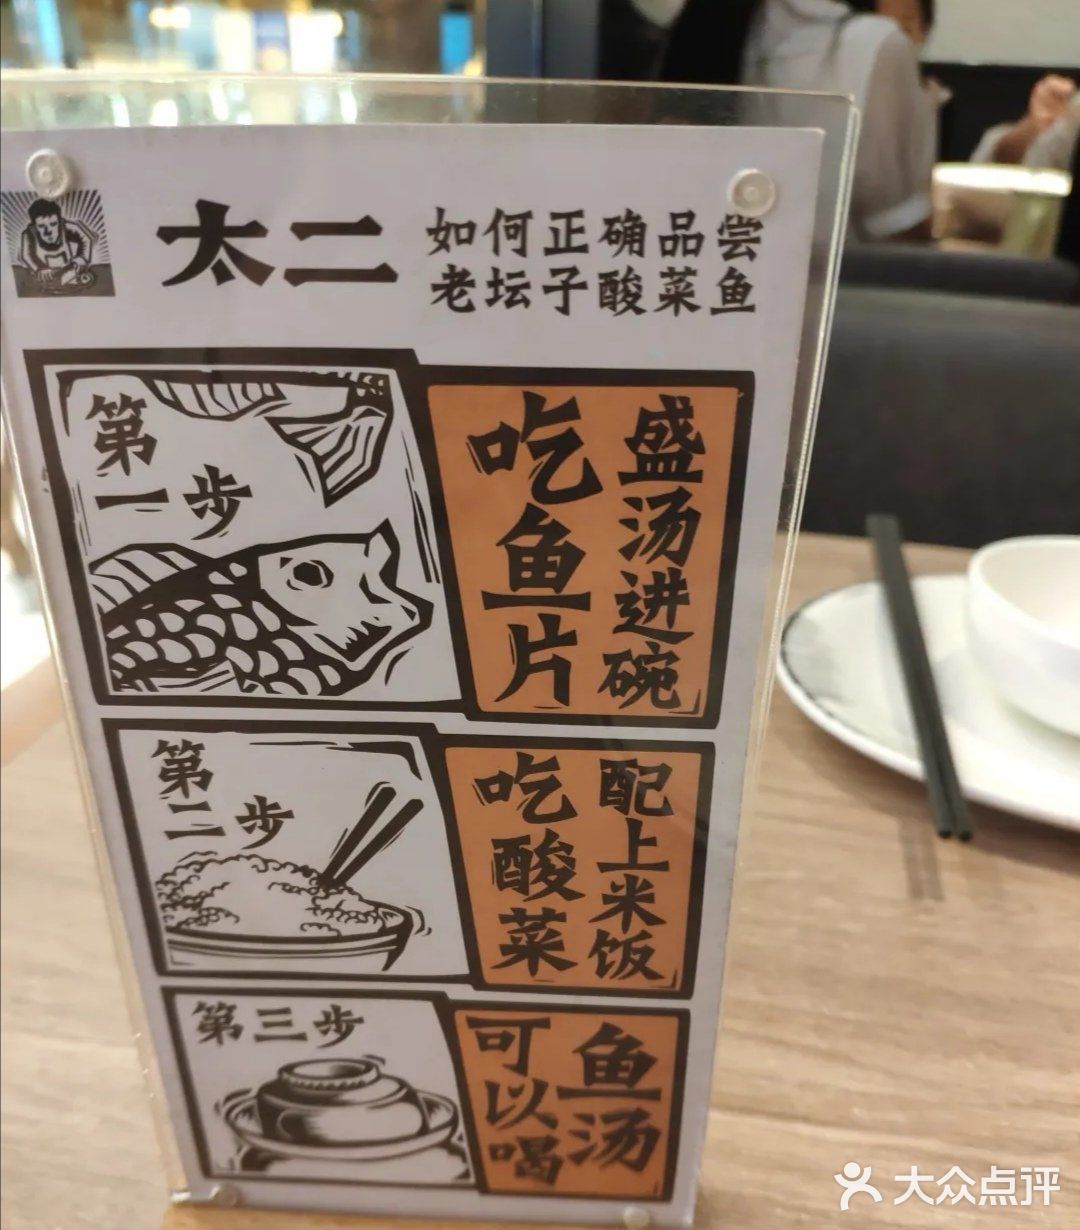 太二
如何正确品尝
老坛子酸菜鱼
第一步
盛汤进碗
吃鱼片
第二步
配上米饭
吃酸菜
第三步
鱼汤
可以喝
大众点评